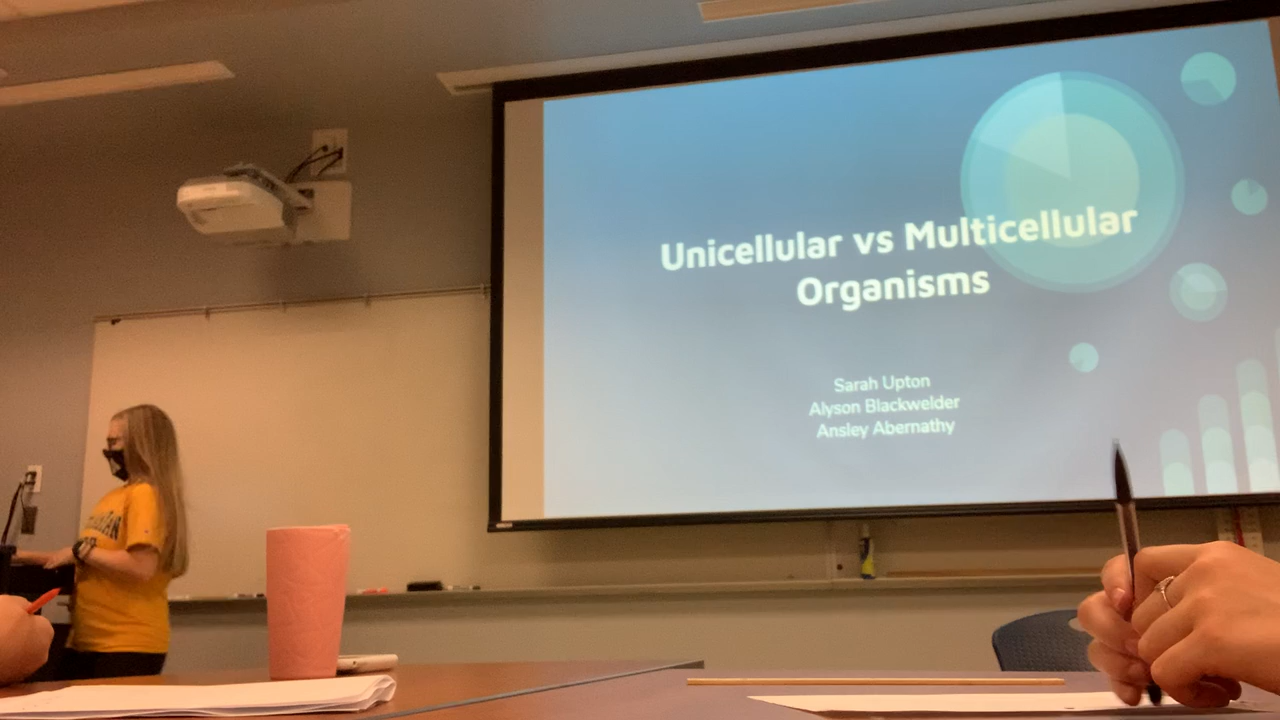 Unicellular vs Multicellular
Organisms
Sarah Upton
Alyson Blackwelder
Ansley Abernathy